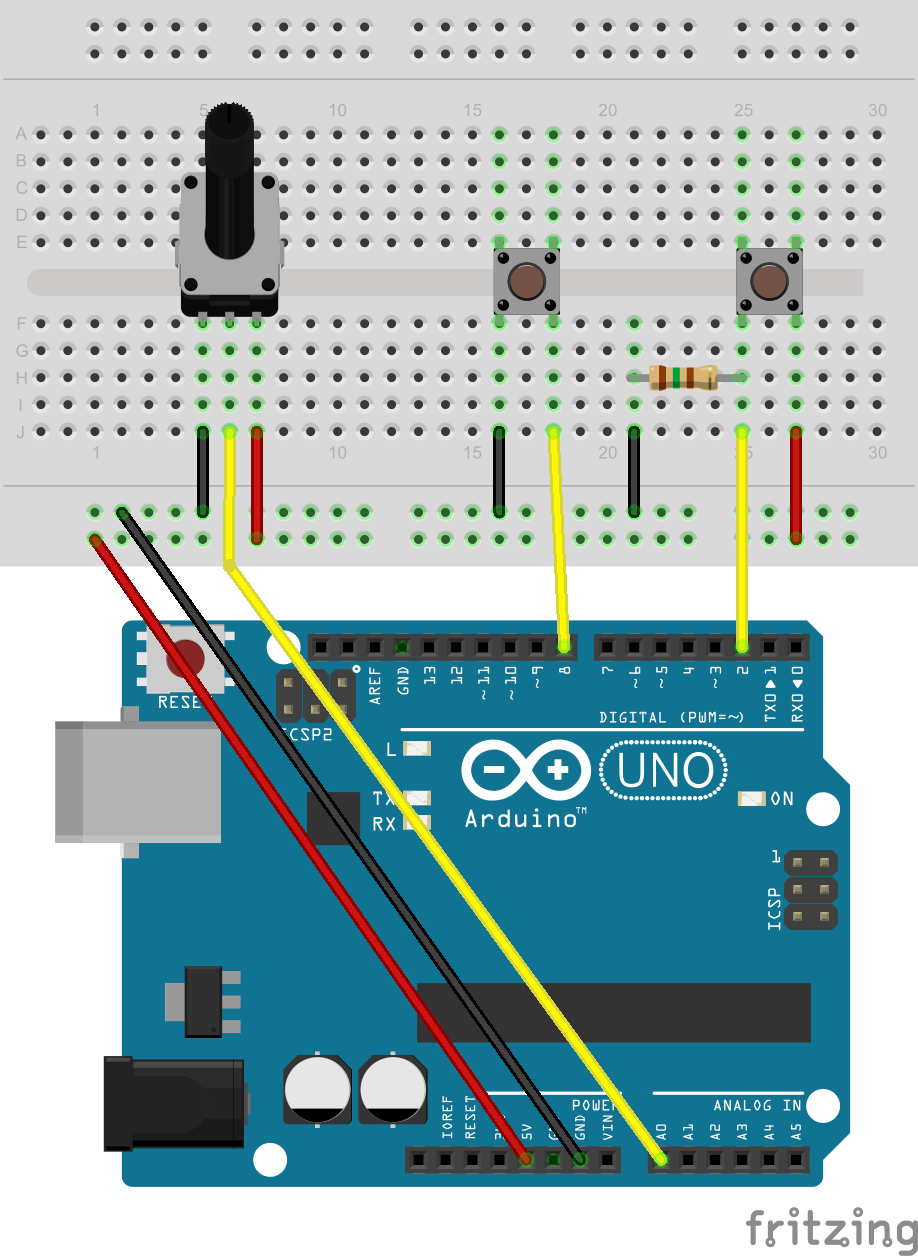 1 5 10 15 20 25 30
A
B
C
D
E
F
G
H
I
J
1 10 15 20 25 30
AREF GND 13 12 ~11 ~10 ~9 8 7 ~6 ~5 4 ~3 2 TX0▶1 RX0◀0
RESET
DIGITAL (PWM=~)
ICSP2
L
TX
RX
UNO
Arduino™
ON
1
ICSP
POWER
ANALOG IN
IOREF RESET 5V GND VIN A0 A1 A2 A3 A4 A5
fritzing